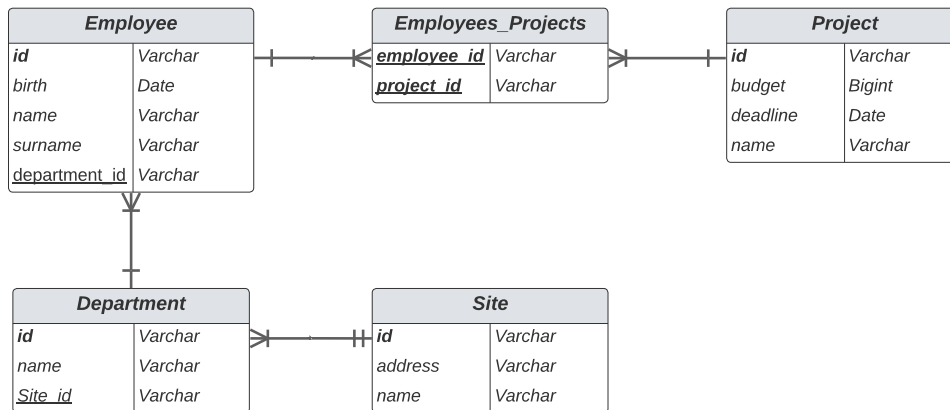 Employee
id Varchar
birth Date
name Varchar
surname Varchar
department_id Varchar
Employees_Projects
employee_id Varchar
project_id Varchar
Project
id Varchar
budget Bigint
deadline Date
name Varchar
Department
id Varchar
name Varchar
Site_id Varchar
Site
id Varchar
address Varchar
name Varchar